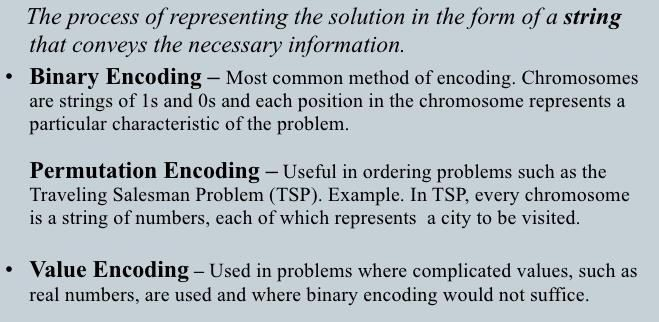 The process of representing the solution in the form of a string
that conveys the necessary information.
• Binary Encoding – Most common method of encoding. Chromosomes
are strings of 1s and 0s and each position in the chromosome represents a
particular characteristic of the problem.
Permutation Encoding – Useful in ordering problems such as the
Traveling Salesman Problem (TSP). Example. In TSP, every chromosome
is a string of numbers, each of which represents a city to be visited.
• Value Encoding – Used in problems where complicated values, such as
real numbers, are used and where binary encoding would not suffice.